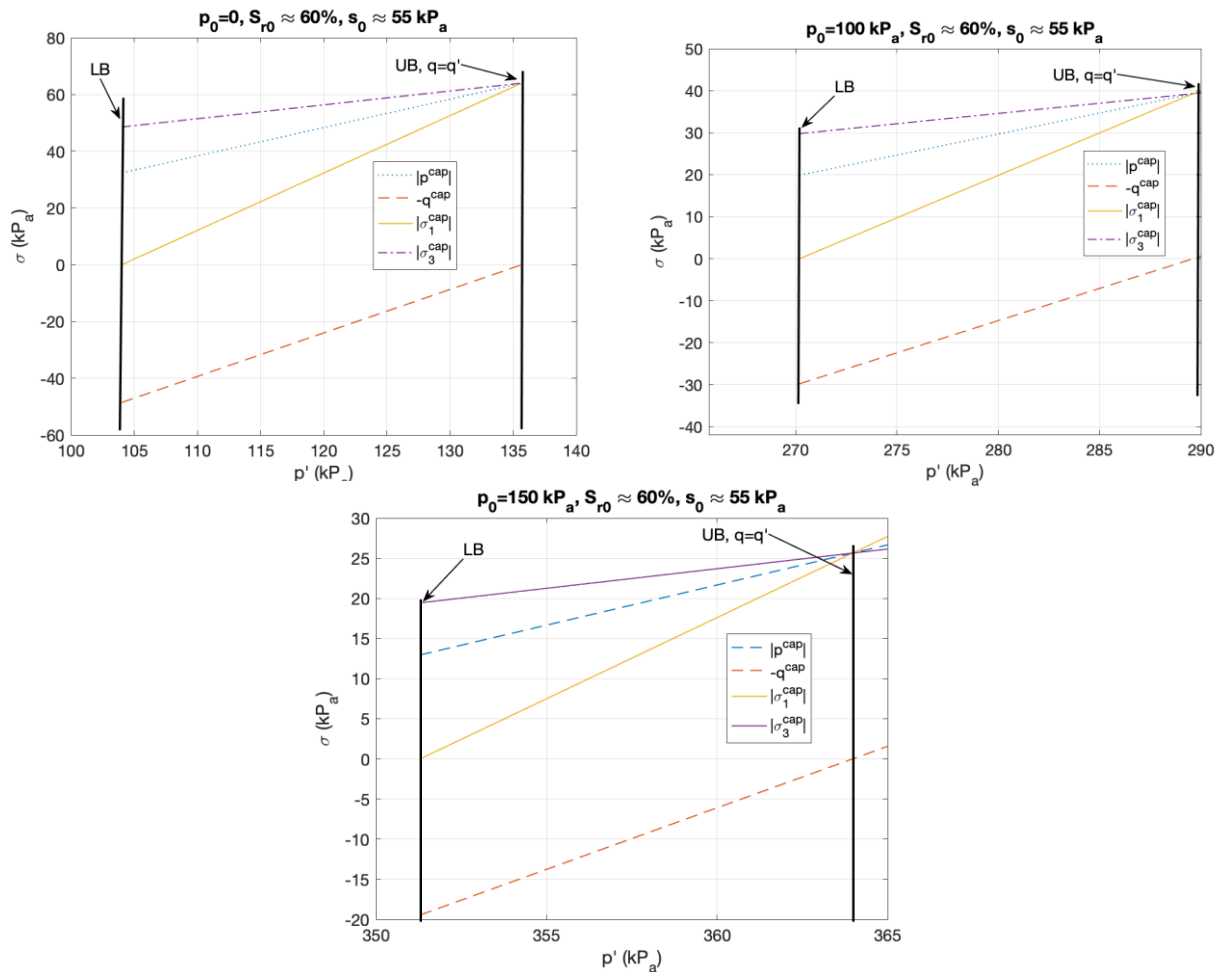 p0=0, Sr0 ≈ 60%, s0 ≈ 55 kPa
80
60
40
20
0
-20
-40
-60
σ (kPa)
LB
UB, q=q'
|p^cap|
-q^cap
|σ1^cap|
|σ3^cap|
100 105 110 115 120 125 130 135 140
p' (kPa)
p0=100 kPa, Sr0 ≈ 60%, s0 ≈ 55 kPa
50
40
30
20
10
0
-10
-20
-30
-40
σ (kPa)
LB
UB, q=q'
|p^cap|
-q^cap
|σ1^cap|
|σ3^cap|
270 275 280 285 290
p' (kPa)
p0=150 kPa, Sr0 ≈ 60%, s0 ≈ 55 kPa
30
25
20
15
10
5
0
-5
-10
-15
-20
σ (kPa)
LB
UB, q=q'
|p^cap|
-q^cap
|σ1^cap|
|σ3^cap|
350 355 360 365
p' (kPa)